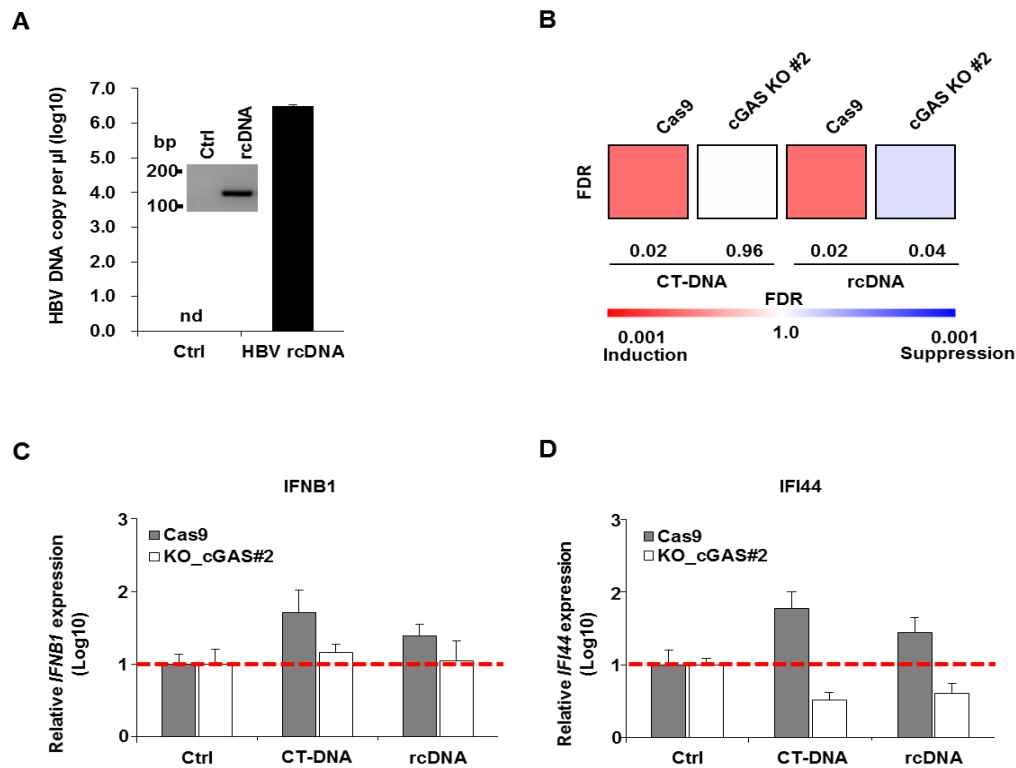 A
HBV DNA copy per µl (log10)
7.0
6.0
5.0
4.0
3.0
2.0
1.0
0.0
bp
Ctrl
rcDNA
200
100
nd
Ctrl
HBV rcDNA
B
Cas9
cGAS KO #2
Cas9
cGAS KO #2
FDR
0.02
0.96
0.02
0.04
CT-DNA
rcDNA
FDR
0.001
1.0
0.001
Induction
Suppression
C
IFNB1
Relative IFNB1 expression
(Log10)
3
2
1
0
Cas9
KO_cGAS#2
Ctrl
CT-DNA
rcDNA
D
IFI44
Relative IFI44 expression
(Log10)
3
2
1
0
Cas9
KO_cGAS#2
Ctrl
CT-DNA
rcDNA